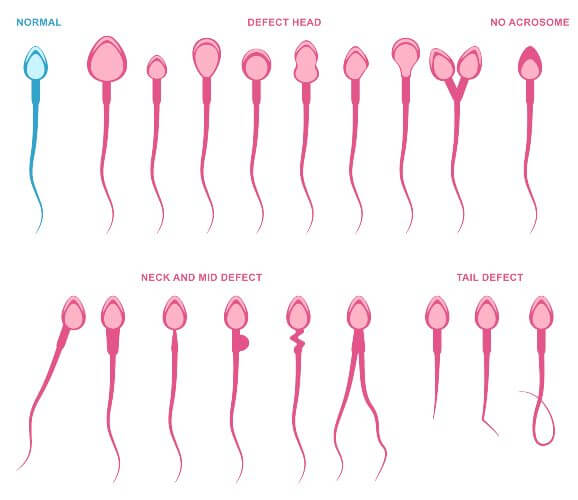 NORMAL
DEFECT HEAD
NO ACROSOME
NECK AND MID DEFECT
TAIL DEFECT